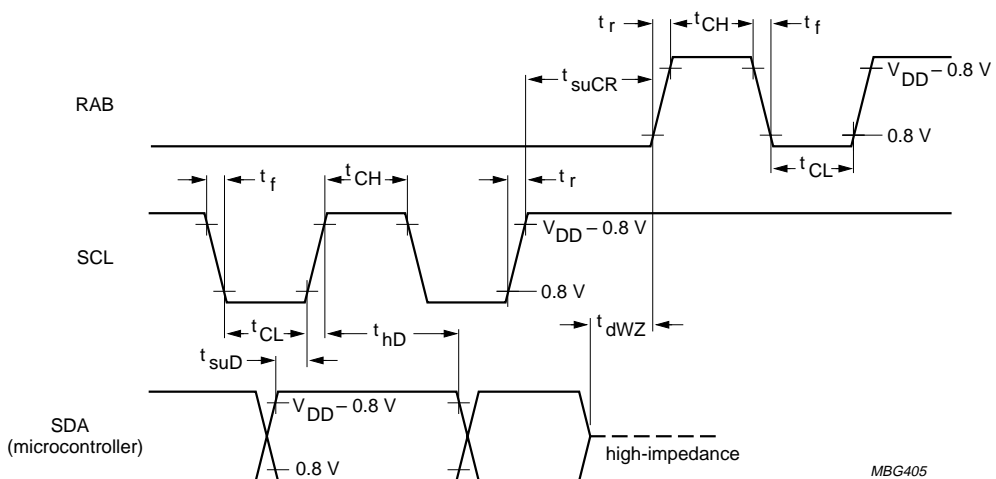 t r
t CH
t f
t suCR
V DD – 0.8 V
RAB
0.8 V
t CL
t f
t CH
t r
V DD – 0.8 V
SCL
0.8 V
t dWZ
t CL
t hD
t suD
V DD – 0.8 V
SDA
(microcontroller)
high-impedance
0.8 V
MBG405